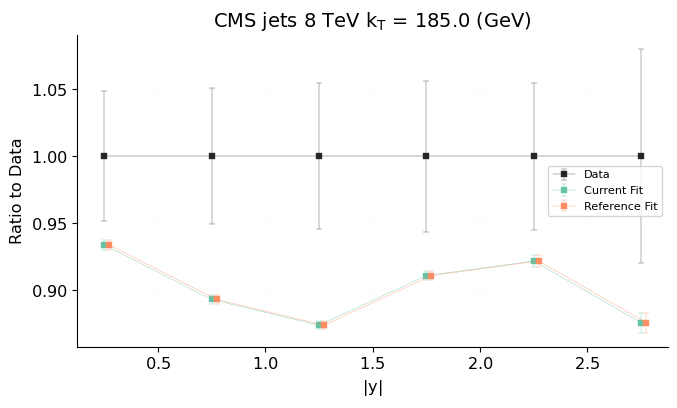 CMS jets 8 TeV k_T = 185.0 (GeV)
Ratio to Data
1.05
1.00
0.95
0.90
Data
Current Fit
Reference Fit
0.5 1.0 1.5 2.0 2.5
|y|